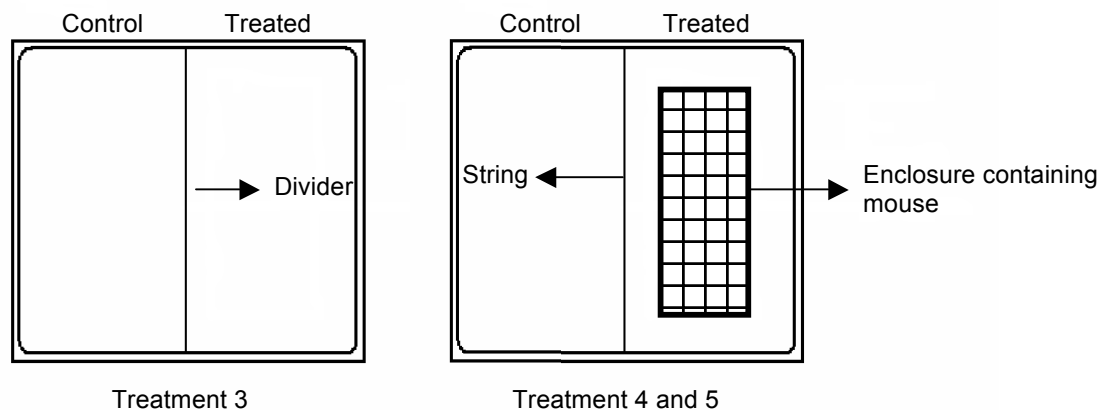 Control Treated Control Treated
Divider
String
Enclosure containing
mouse
Treatment 3 Treatment 4 and 5